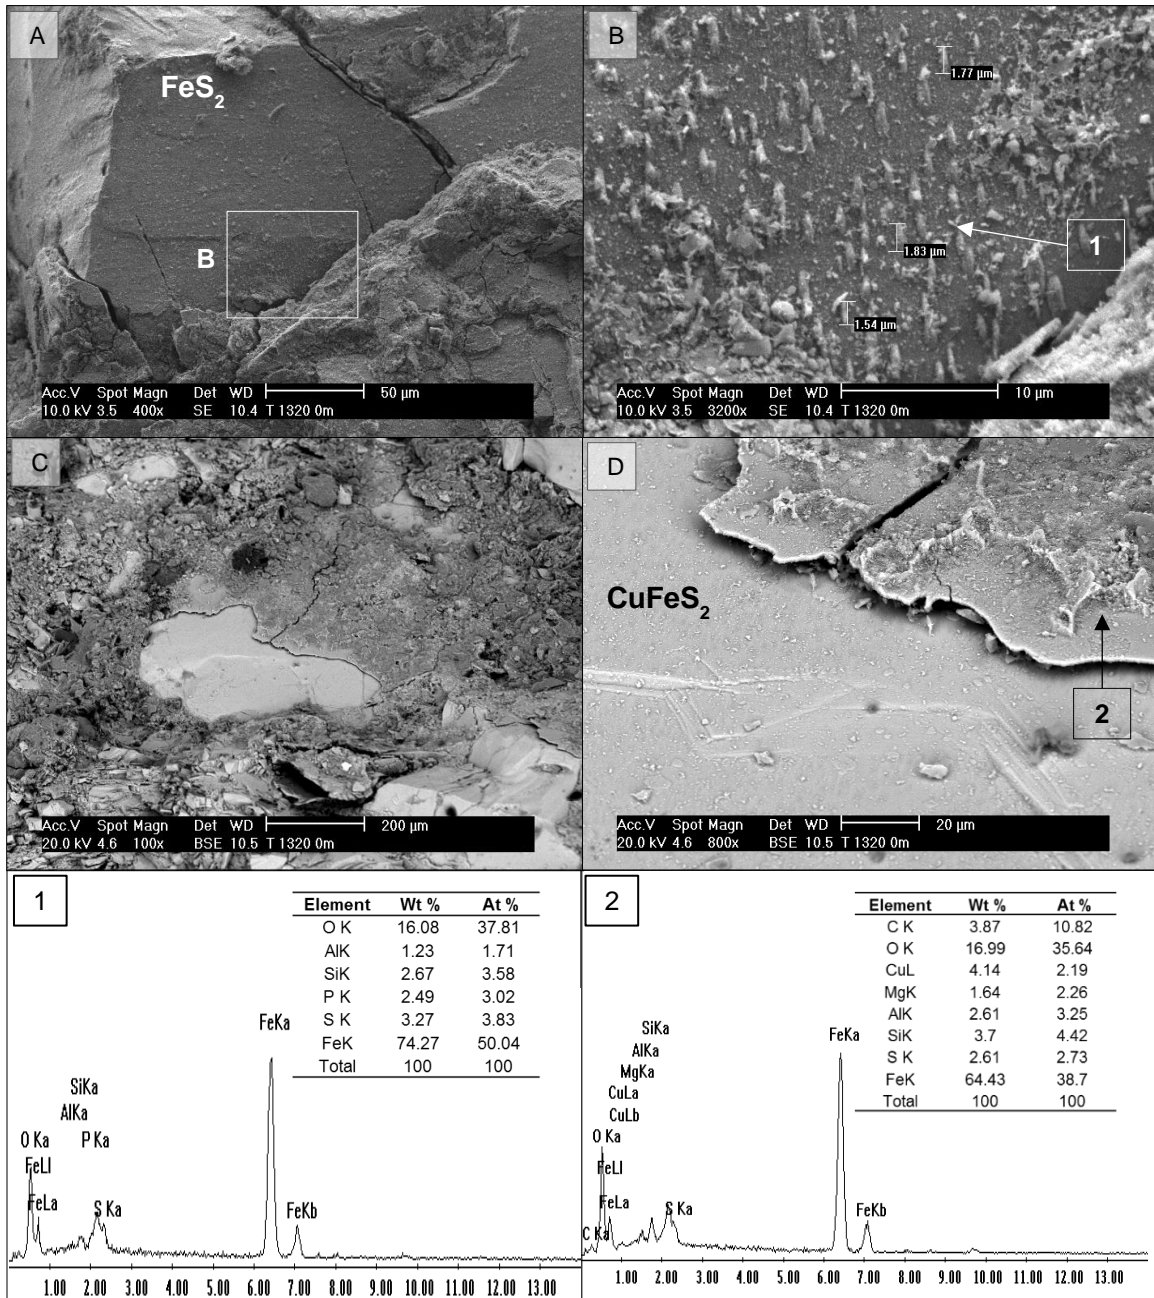 A
FeS2
B
Acc.V Spot Magn Det WD 50 µm
10.0 kV 3.5 400x SE 10.4 T 1320 0m
B
1.77 µm
1
1.83 µm
1.54 µm
Acc.V Spot Magn Det WD 10 µm
10.0 kV 3.5 3200x SE 10.4 T 1320 0m
C
Acc.V Spot Magn Det WD 200 µm
20.0 kV 4.6 100x BSE 10.5 T 1320 0m
D
CuFeS2
2
Acc.V Spot Magn Det WD 20 µm
20.0 kV 4.6 800x BSE 10.5 T 1320 0m
1
Element Wt % At %
O K 16.08 37.81
AlK 1.23 1.71
SiK 2.67 3.58
P K 2.49 3.02
S K 3.27 3.83
FeK 74.27 50.04
Total 100 100
FeKa
SiKa
AlKa
O Ka P Ka
FeLl
FeLa S Ka FeKb
1.00 2.00 3.00 4.00 5.00 6.00 7.00 8.00 9.00 10.00 11.00 12.00 13.00
2
Element Wt % At %
C K 3.87 10.82
O K 16.99 35.64
CuL 4.14 2.19
MgK 1.64 2.26
AlK 2.61 3.25
SiK 3.7 4.42
S K 2.61 2.73
FeK 64.43 38.7
Total 100 100
SiKa FeKa
AlKa
MgKa
CuLa
CuLb
O Ka
FeLl
FeLa S Ka FeKb
C Ka
1.00 2.00 3.00 4.00 5.00 6.00 7.00 8.00 9.00 10.00 11.00 12.00 13.00